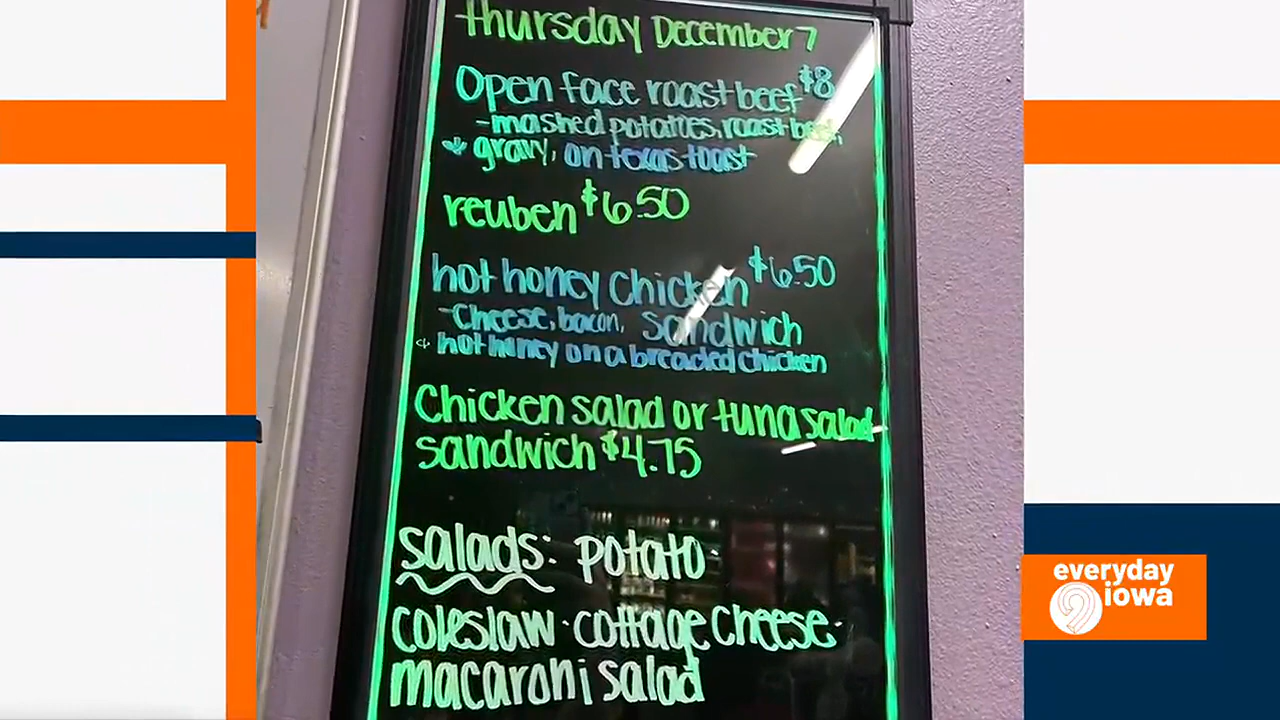 thursday December 7
Open face roast beef $8
-mashed potatoes, roast beef,
& gravy, on texas toast
reuben $6.50
hot honey chicken $6.50
-Cheese, bacon, sandwich
& hot honey on a breaded chicken
Chicken salad or tuna salad
sandwich $4.75
salads: potato·
coleslaw · cottage cheese·
macaroni salad
everyday
9 iowa